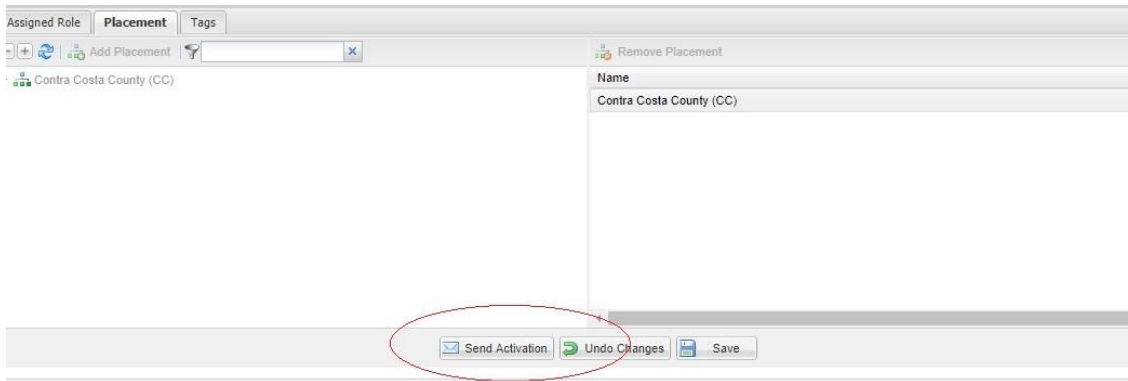 Assigned Role Placement Tags
Add Placement
Remove Placement
Contra Costa County (CC)
Name
Contra Costa County (CC)
Send Activation Undo Changes Save